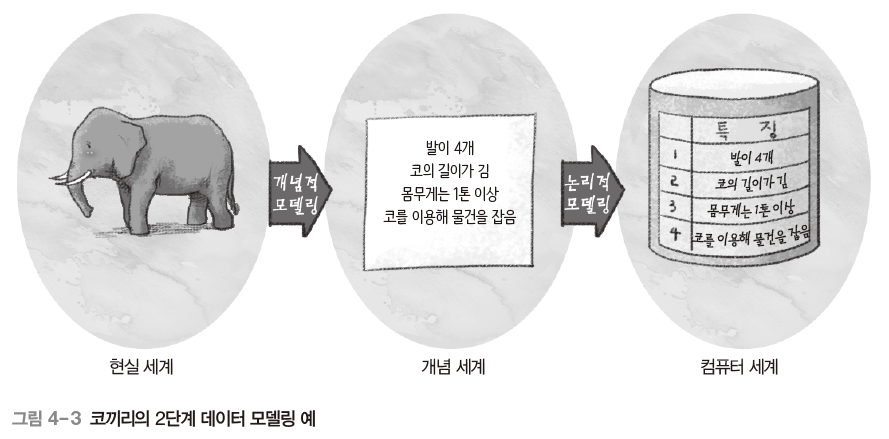 발이 4개
코의 길이가 김
몸무게는 1톤 이상
코를 이용해 물건을 잡음
개념적
모델링
논리적
모델링
특 징
1 발이 4개
2 코의 길이가 김
3 몸무게는 1톤 이상
4 코를 이용해 물건을 잡음
현실 세계
개념 세계
컴퓨터 세계
그림 4-3 코끼리의 2단계 데이터 모델링 예